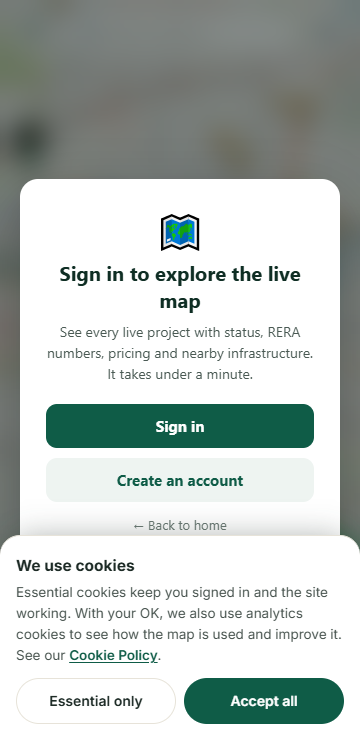 Sign in to explore the live
map
See every live project with status, RERA
numbers, pricing and nearby infrastructure.
It takes under a minute.
Sign in
Create an account
← Back to home
We use cookies
Essential cookies keep you signed in and the site
working. With your OK, we also use analytics
cookies to see how the map is used and improve it.
See our Cookie Policy.
Essential only
Accept all